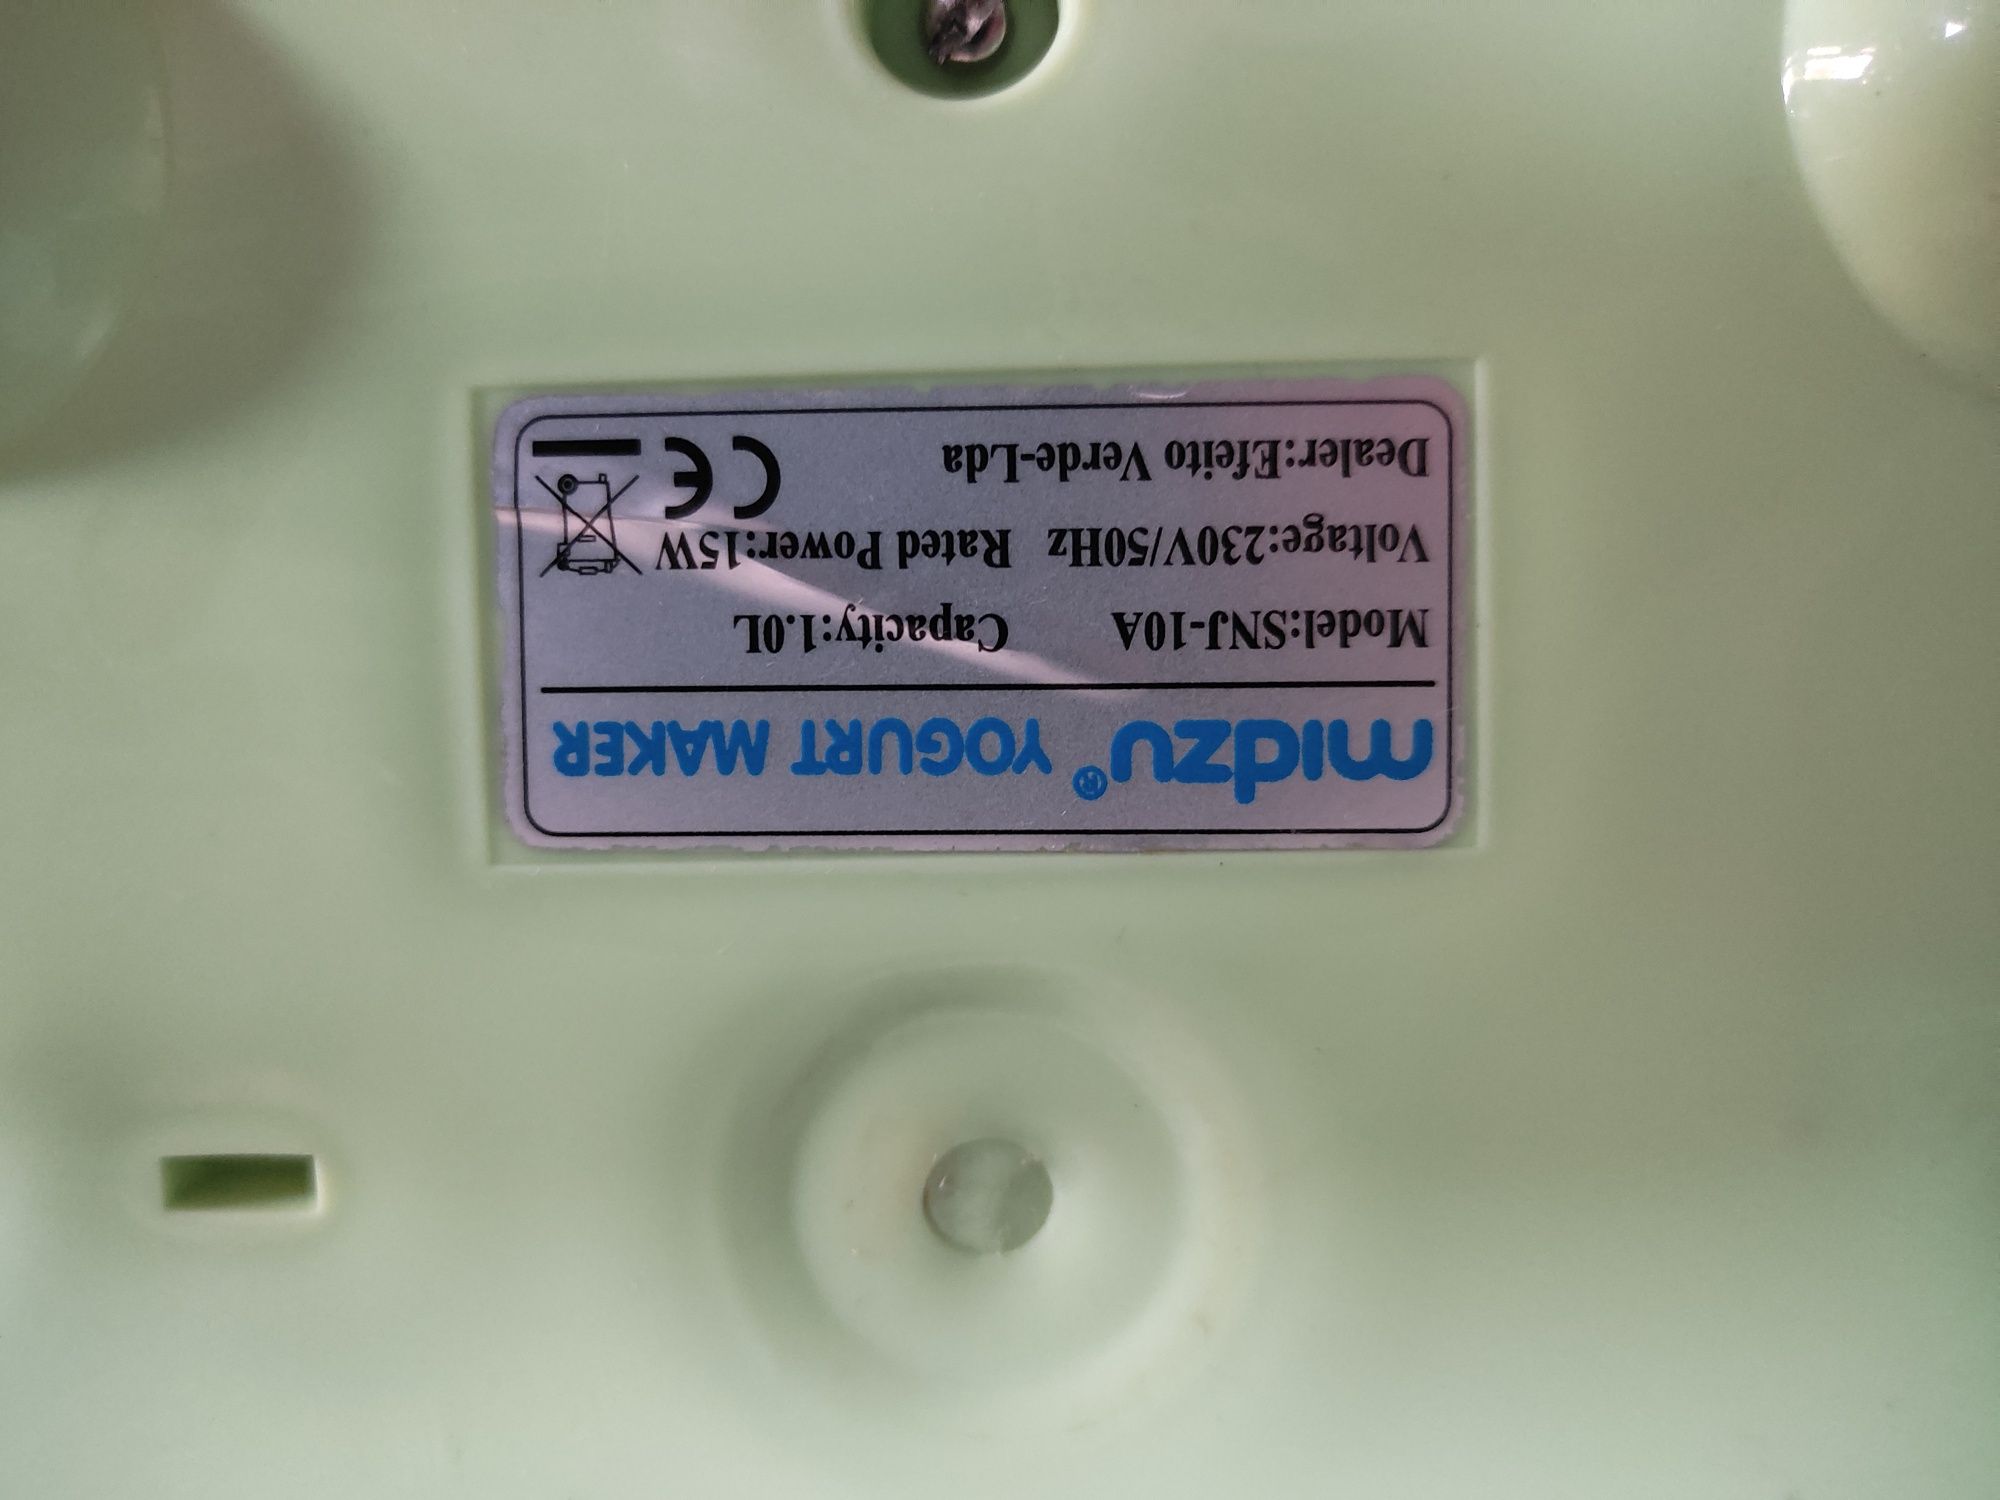 midzu® YOGURT MAKER
Model:SNJ-10A Capacity:1.0L
Voltage:230V/50Hz Rated Power:15W
Dealer:Efeito Verde-Lda CE